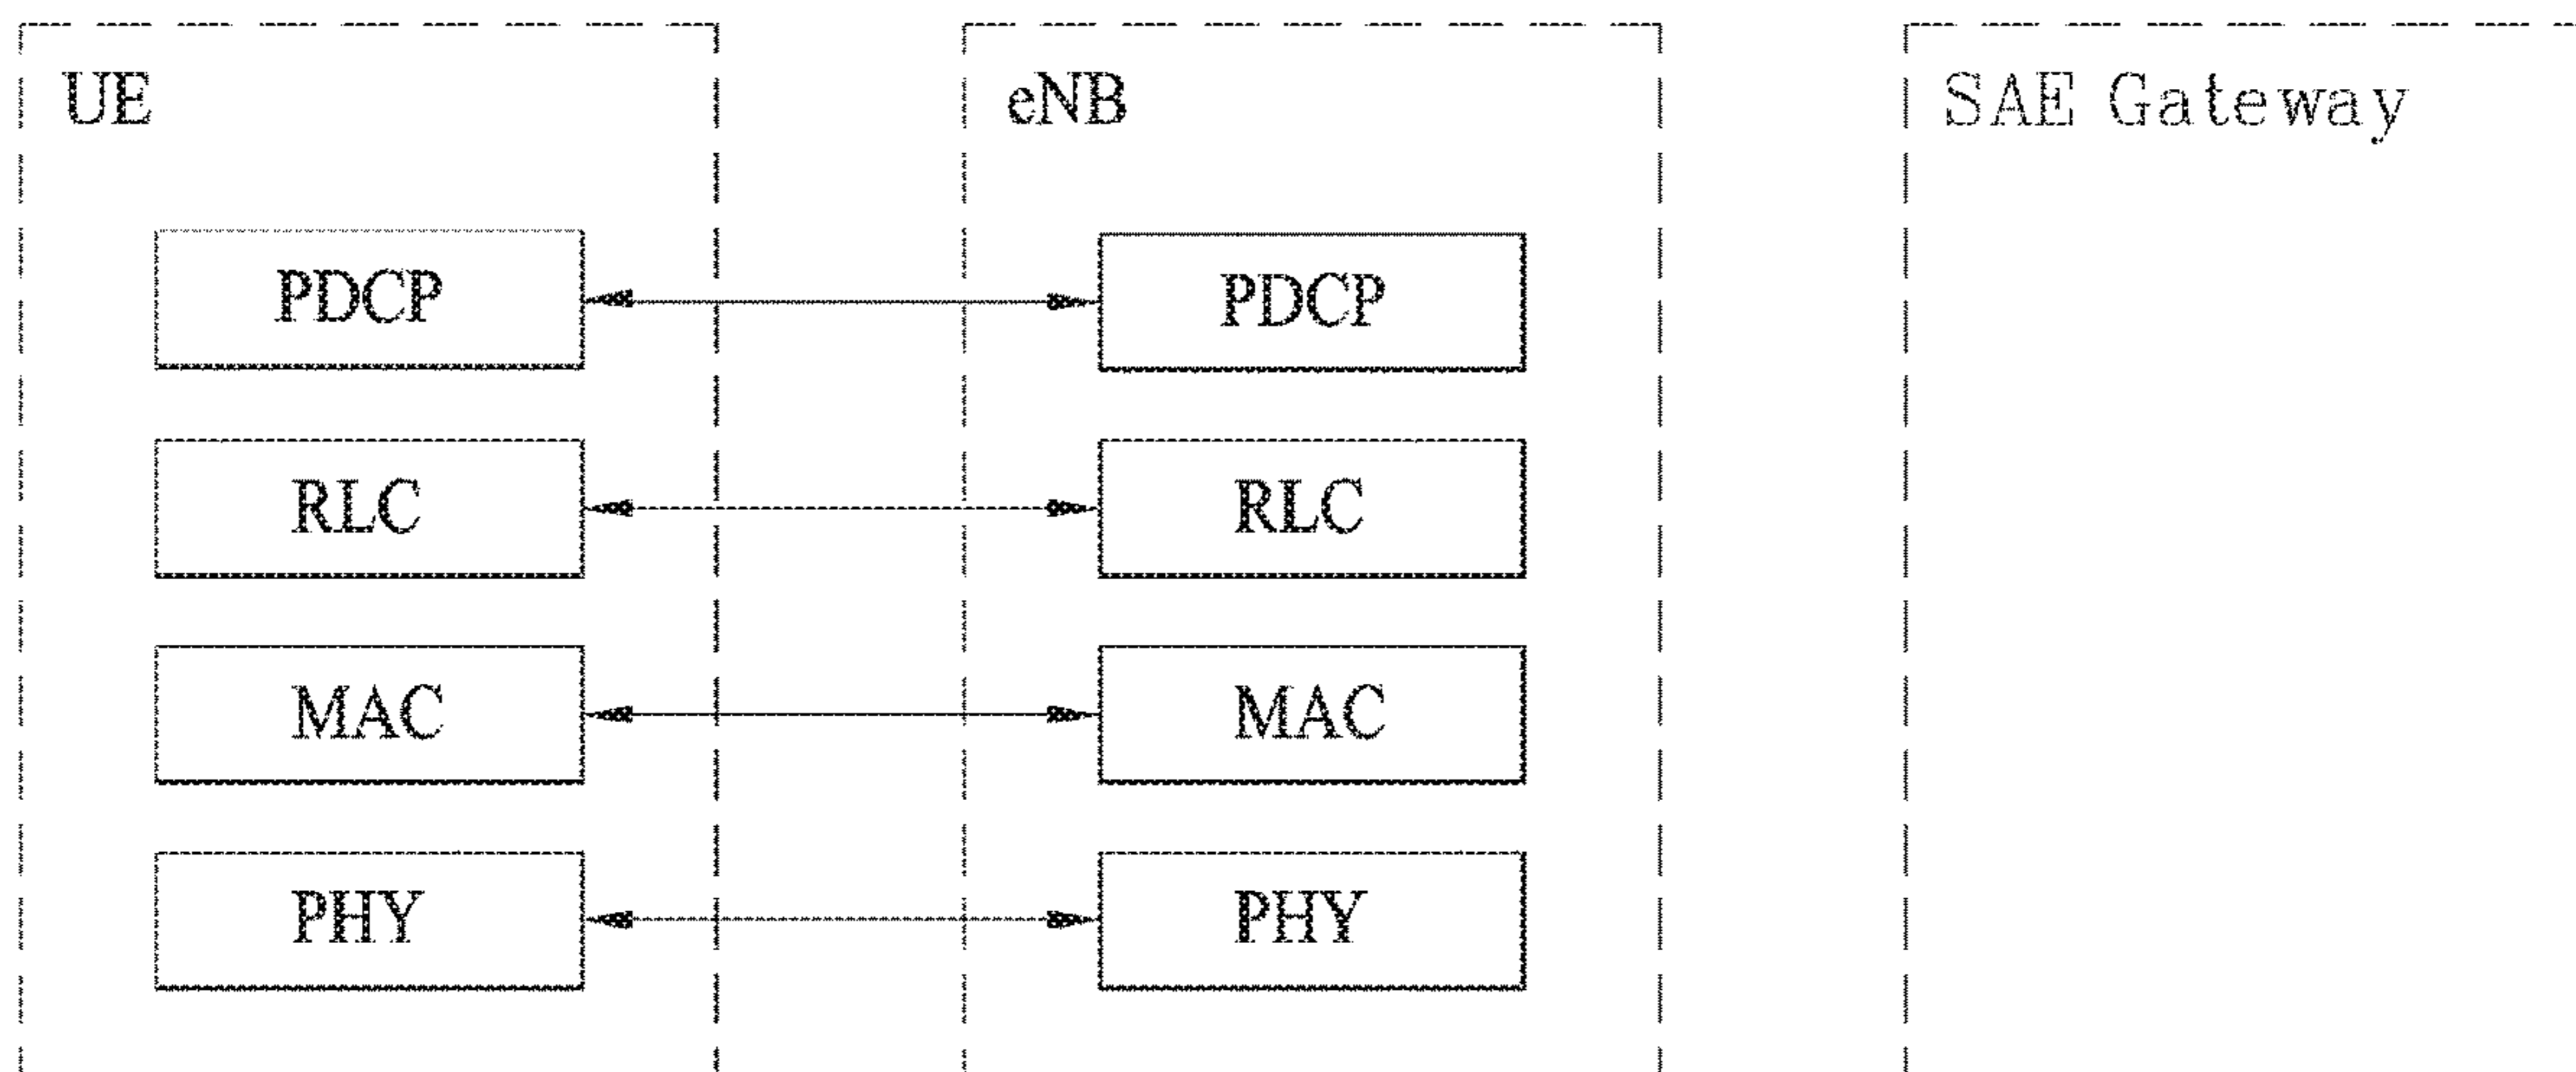 UE eNB SAE Gateway
PDCP PDCP
RLC RLC
MAC MAC
PHY PHY